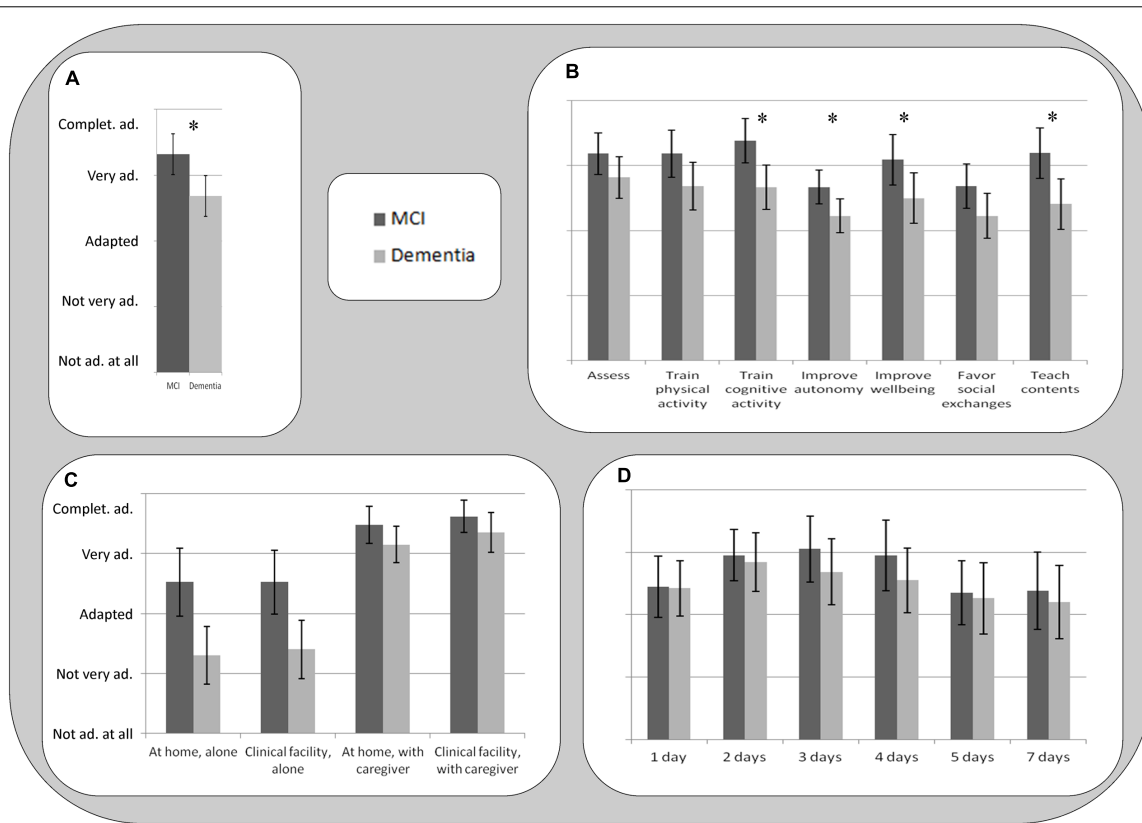 A
Complet. ad.
*
Very ad.
Adapted
Not very ad.
Not ad. at all
MCI Dementia
MCI
Dementia
B
* * * *
Assess Train Train Improve Improve Favor Teach
physical cognitive autonomy wellbeing social contents
activity activity exchanges
C
Complet. ad.
Very ad.
Adapted
Not very ad.
Not ad. at all
At home, alone Clinical facility, At home, with Clinical facility,
alone caregiver with caregiver
D
1 day 2 days 3 days 4 days 5 days 7 days